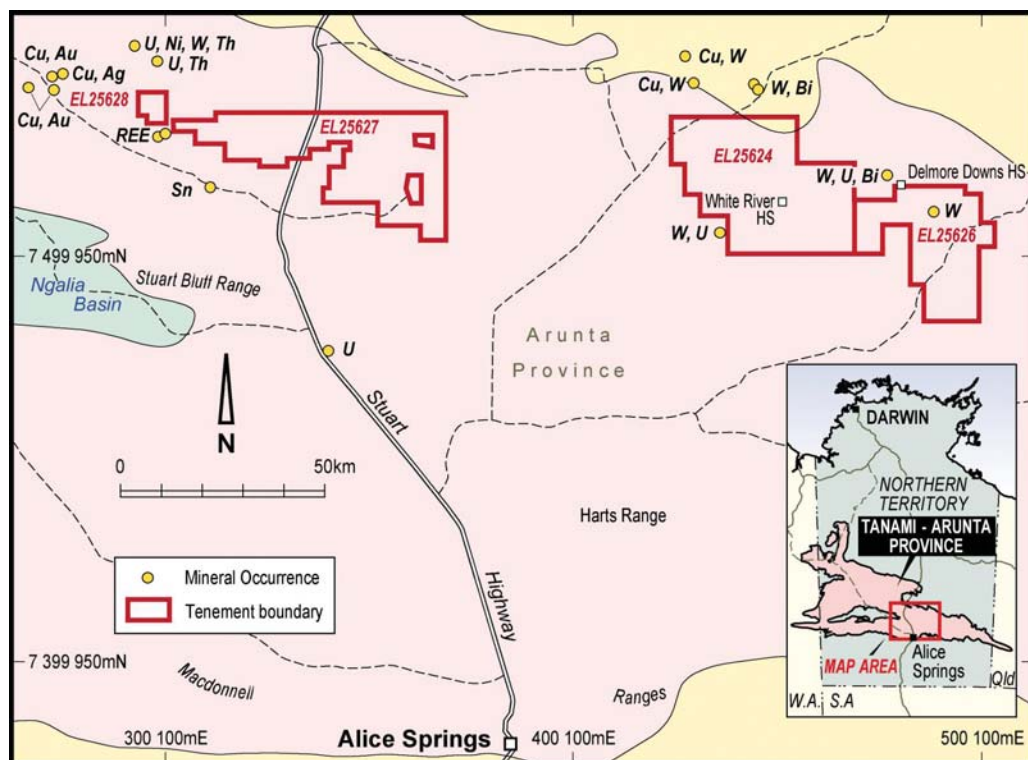 U, Ni, W, Th
Cu, Au
U, Th
Cu, Ag
EL25628
Cu, Au
REE
EL25627
Sn
Cu, W
Cu, W
W, Bi
EL25624
W, U, Bi
Delmore Downs HS
White River
HS
W
W, U
EL25626
7 499 950mN
Stuart Bluff Range
Ngalia
Basin
U
Arunta
Province
Stuart
N
0
50km
Harts Range
Mineral Occurrence
Tenement boundary
Highway
7 399 950mN
Macdonnell
Ranges
Alice Springs
300 100mE
400 100mE
500 100mE
DARWIN
NORTHERN
TERRITORY
TANAMI - ARUNTA
PROVINCE
MAP AREA
Alice
Springs
Qld
W.A.
S.A